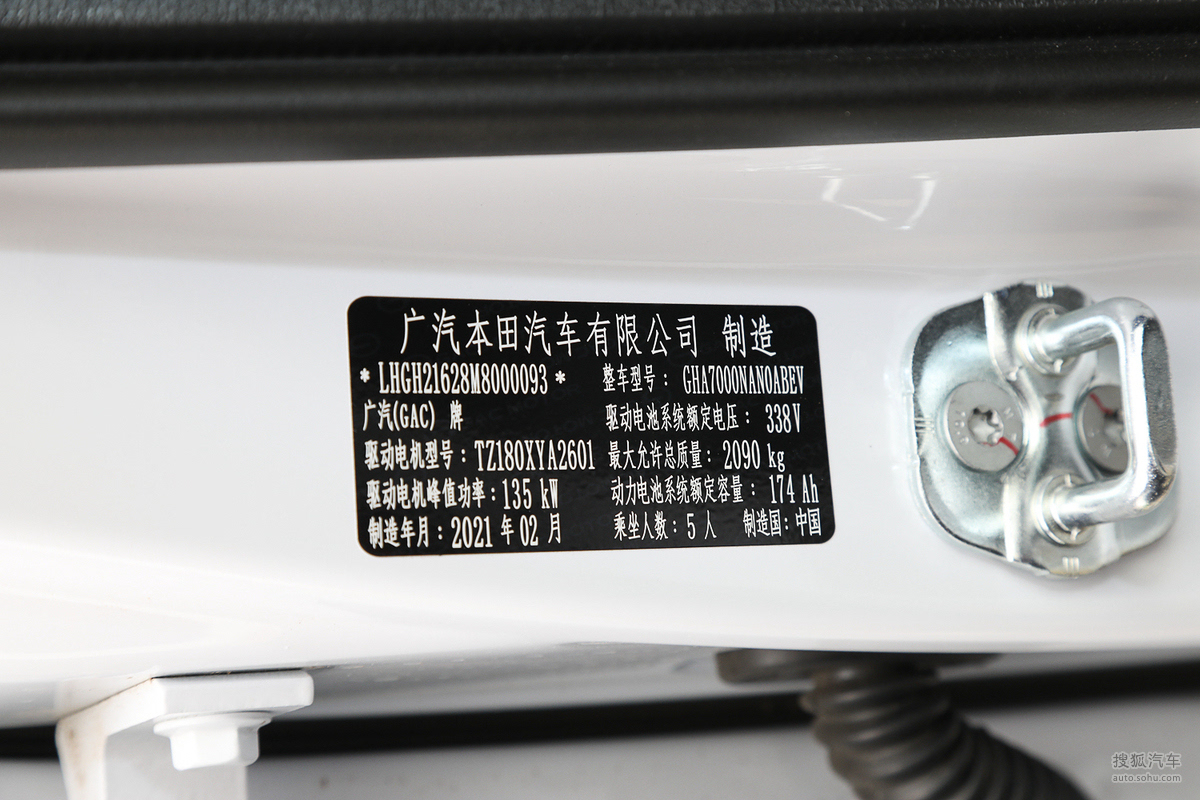 广汽本田汽车有限公司 制造
*LHGH21628M8000093* 整车型号：GHA7000NAN0ABEV
广汽(GAC) 牌 驱动电池系统额定电压：338V
驱动电机型号：TZ180XYA2601 最大允许总质量：2090 kg
驱动电机峰值功率：135 kW 动力电池系统额定容量：174 Ah
制造年月：2021 年 02 月 乘坐人数：5 人 制造国：中国
搜狐汽车
auto.sohu.com